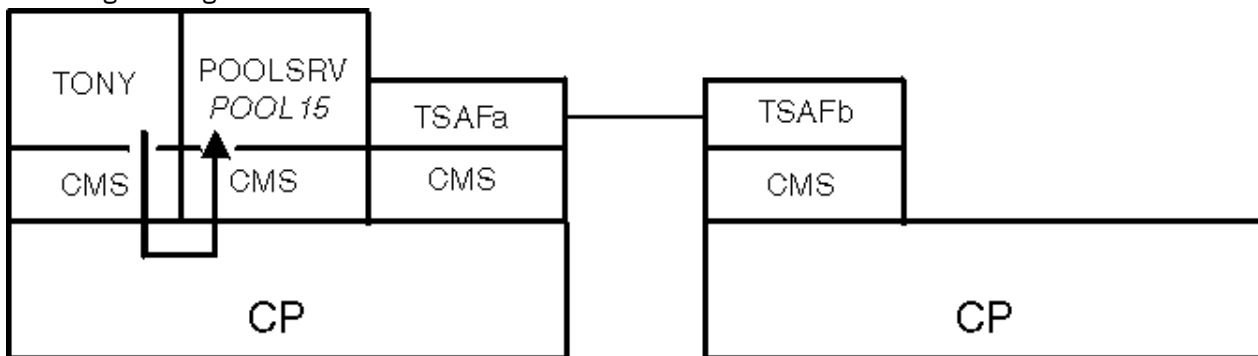 TONY
POOLSRV
POOL15
TSAFa
TSAFb
CMS
CMS
CMS
CMS
CP
CP